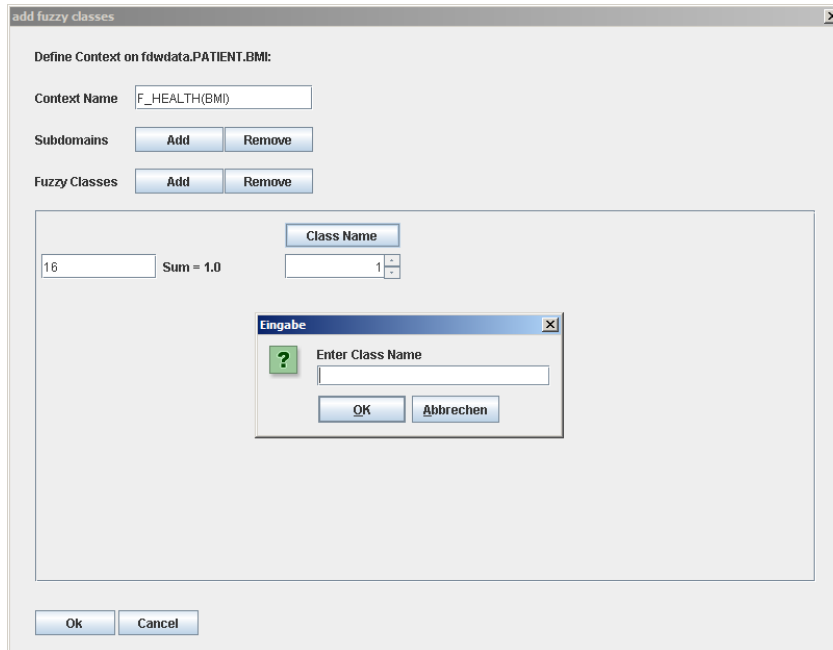 add fuzzy classes
Define Context on fdwdata.PATIENT.BMI:
Context Name F_HEALTH(BMI)
Subdomains Add Remove
Fuzzy Classes Add Remove
Class Name
16 Sum = 1.0 1
Eingabe
?
Enter Class Name
OK Abbrechen
Ok Cancel